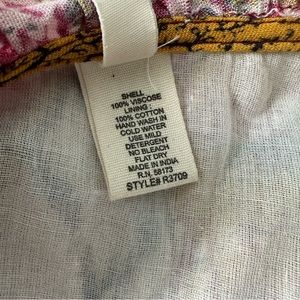 SHELL
100% VISCOSE
LINING :
100% COTTON
HAND WASH IN
COLD WATER
USE MILD
DETERGENT
NO BLEACH
FLAT DRY
MADE IN INDIA
R.N. 58173
STYLE# R3709